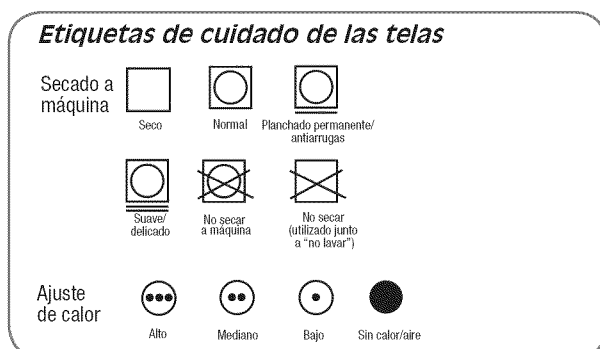 Etiquetas de cuidado de las telas
Secado a
máquina
Seco
Normal
Planchado permanente/
antiarrugas
Suave/
delicado
No secar
a máquina
No secar
(utilizado junto
a “no lavar”)
Ajuste
de calor
Alto
Mediano
Bajo
Sin calor/aire